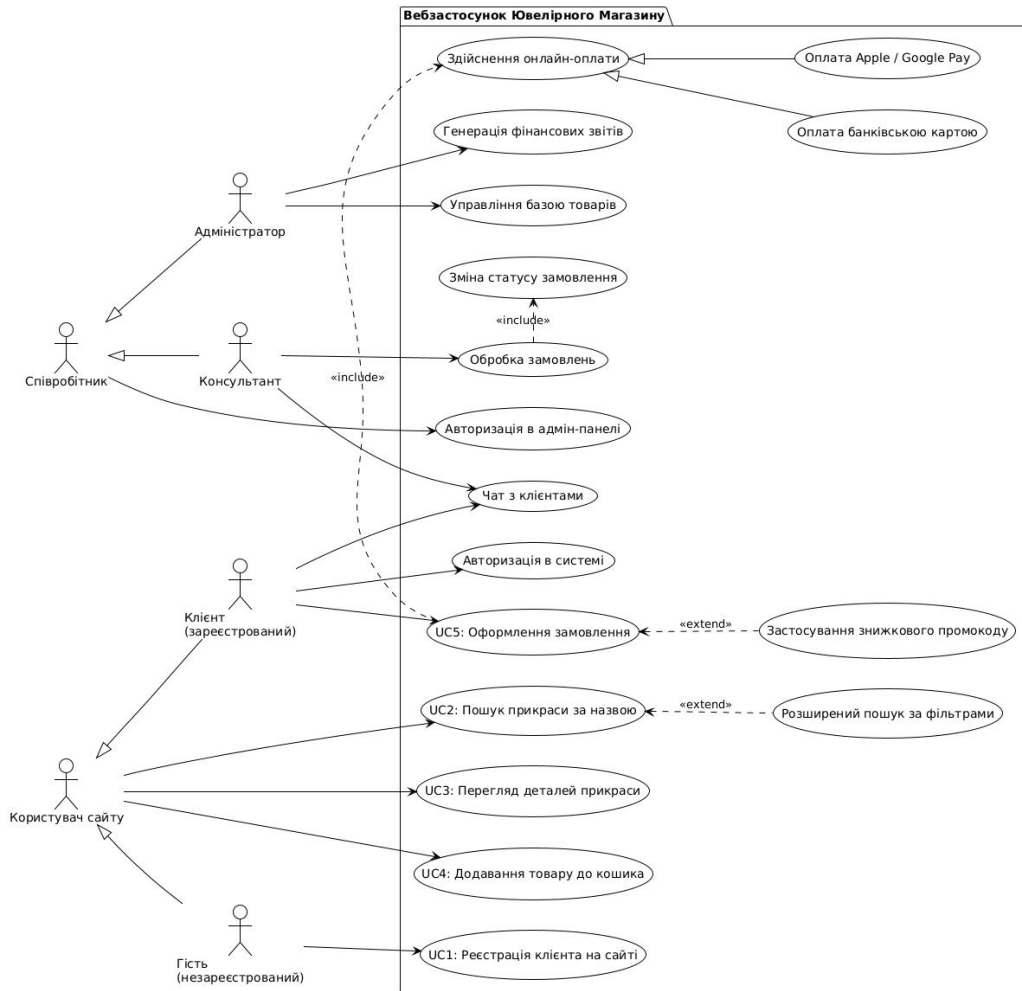 Вебзастосунок Ювелірного Магазину
Здійснення онлайн-оплати
Оплата Apple / Google Pay
Оплата банківською картою
Генерація фінансових звітів
Управління базою товарів
Адміністратор
Зміна статусу замовлення
«include»
Обробка замовлень
Співробітник
Консультант
«include»
Авторизація в адмін-панелі
Чат з клієнтами
Авторизація в системі
Клієнт
(зареєстрований)
UC5: Оформлення замовлення
«extend»
Застосування знижкового промокоду
UC2: Пошук прикраси за назвою
«extend»
Розширений пошук за фільтрами
UC3: Перегляд деталей прикраси
Користувач сайту
UC4: Додавання товару до кошика
UC1: Реєстрація клієнта на сайті
Гість
(незареєстрований)